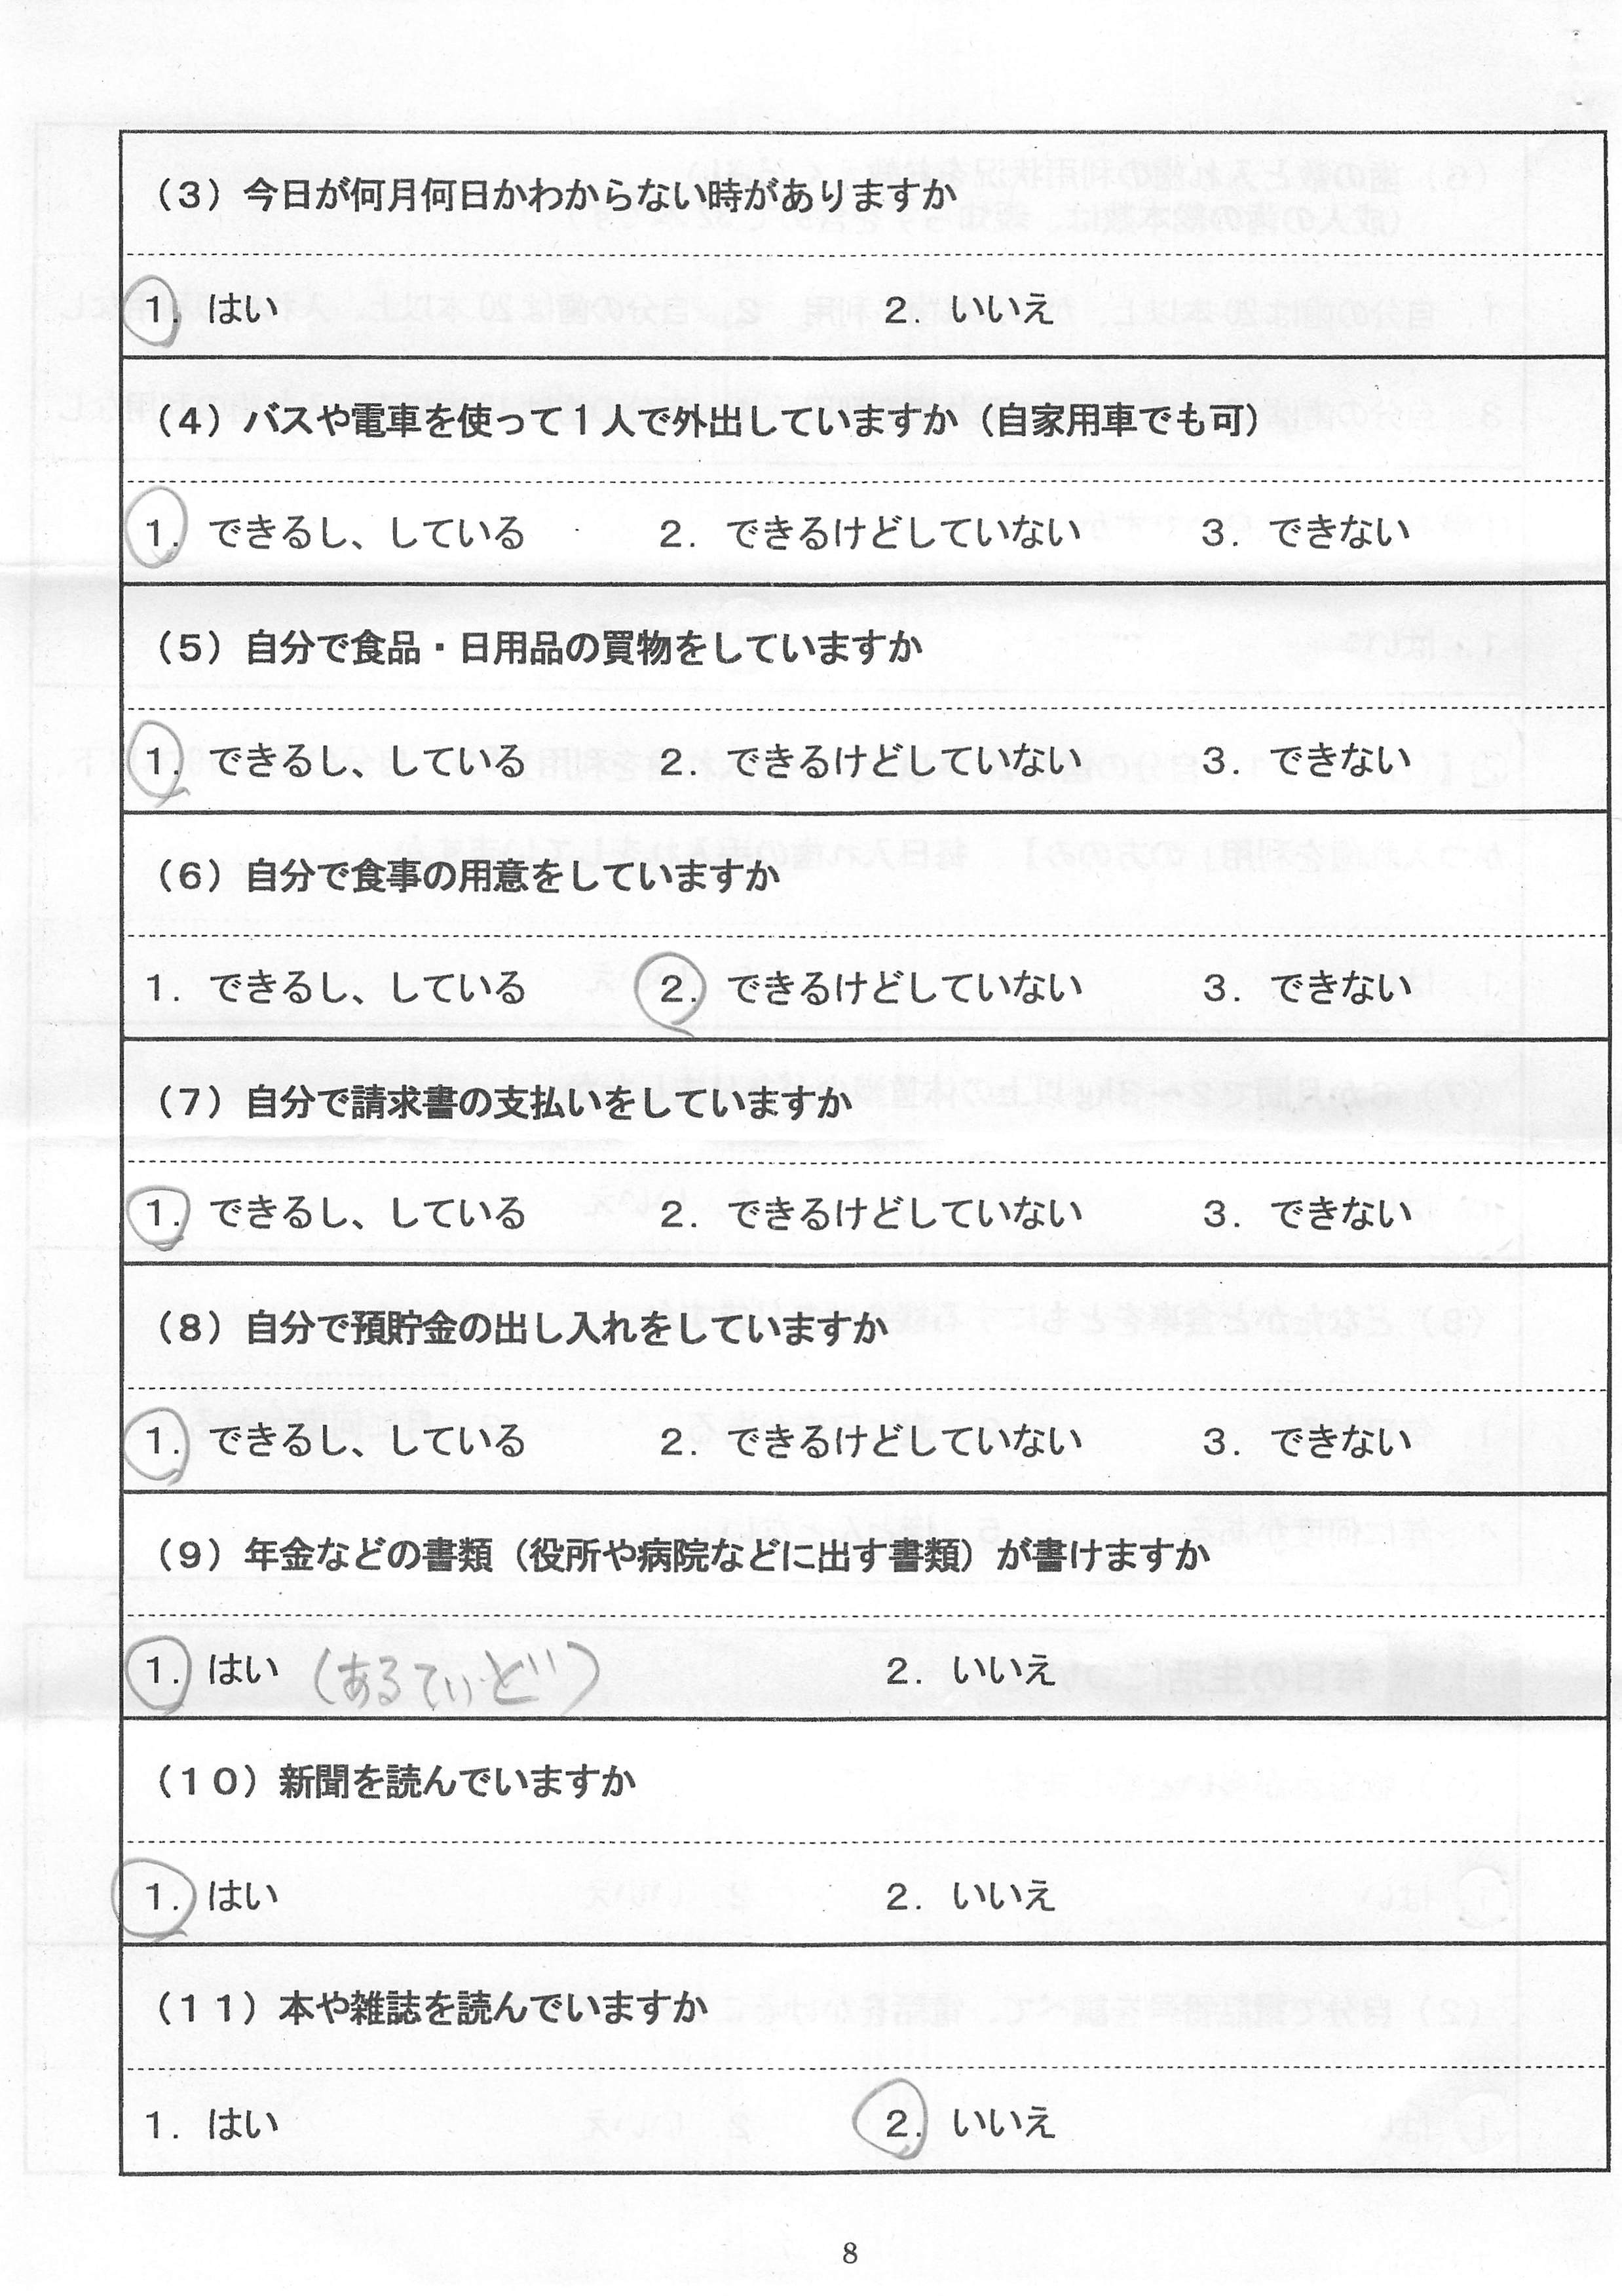 （3）今日が何月何日かわからない時がありますか
1．はい　2．いいえ
（4）バスや電車を使って1人で外出していますか（自家用車でも可）
1．できるし、している　2．できるけどしていない　3．できない
（5）自分で食品・日用品の買物をしていますか
1．できるし、している　2．できるけどしていない　3．できない
（6）自分で食事の用意をしていますか
1．できるし、している　2．できるけどしていない　3．できない
（7）自分で請求書の支払いをしていますか
1．できるし、している　2．できるけどしていない　3．できない
（8）自分で預貯金の出し入れをしていますか
1．できるし、している　2．できるけどしていない　3．できない
（9）年金などの書類（役所や病院などに出す書類）が書けますか
1．はい（あるていど）　2．いいえ
（10）新聞を読んでいますか
1．はい　2．いいえ
（11）本や雑誌を読んでいますか
1．はい　2．いいえ
8